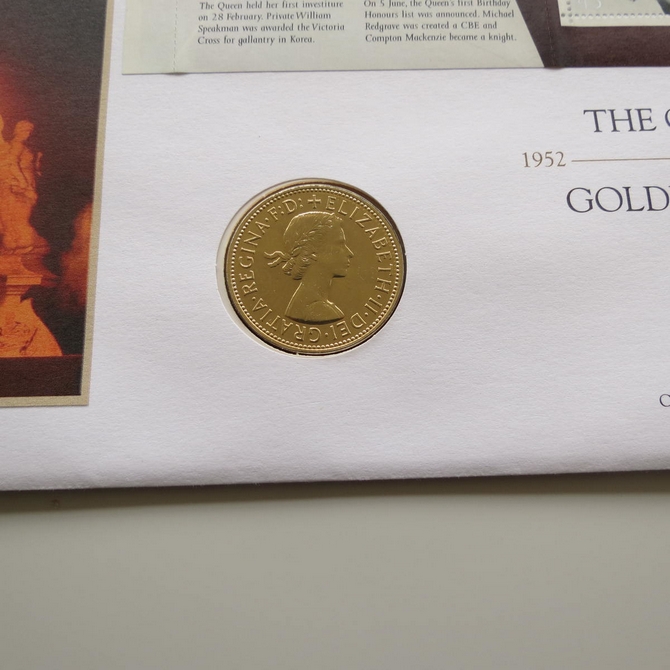 The Queen held her first investiture
on 28 February. Private William
Speakman was awarded the Victoria
Cross for gallantry in Korea.
On 5 June, the Queen's first Birthday
Honours list was announced. Michael
Redgrave was created a CBE and
Compton Mackenzie became a knight.
THE
1952
GOLD
+ ELIZABETH·II·DEI·GRATIA·REGINA·F:D: